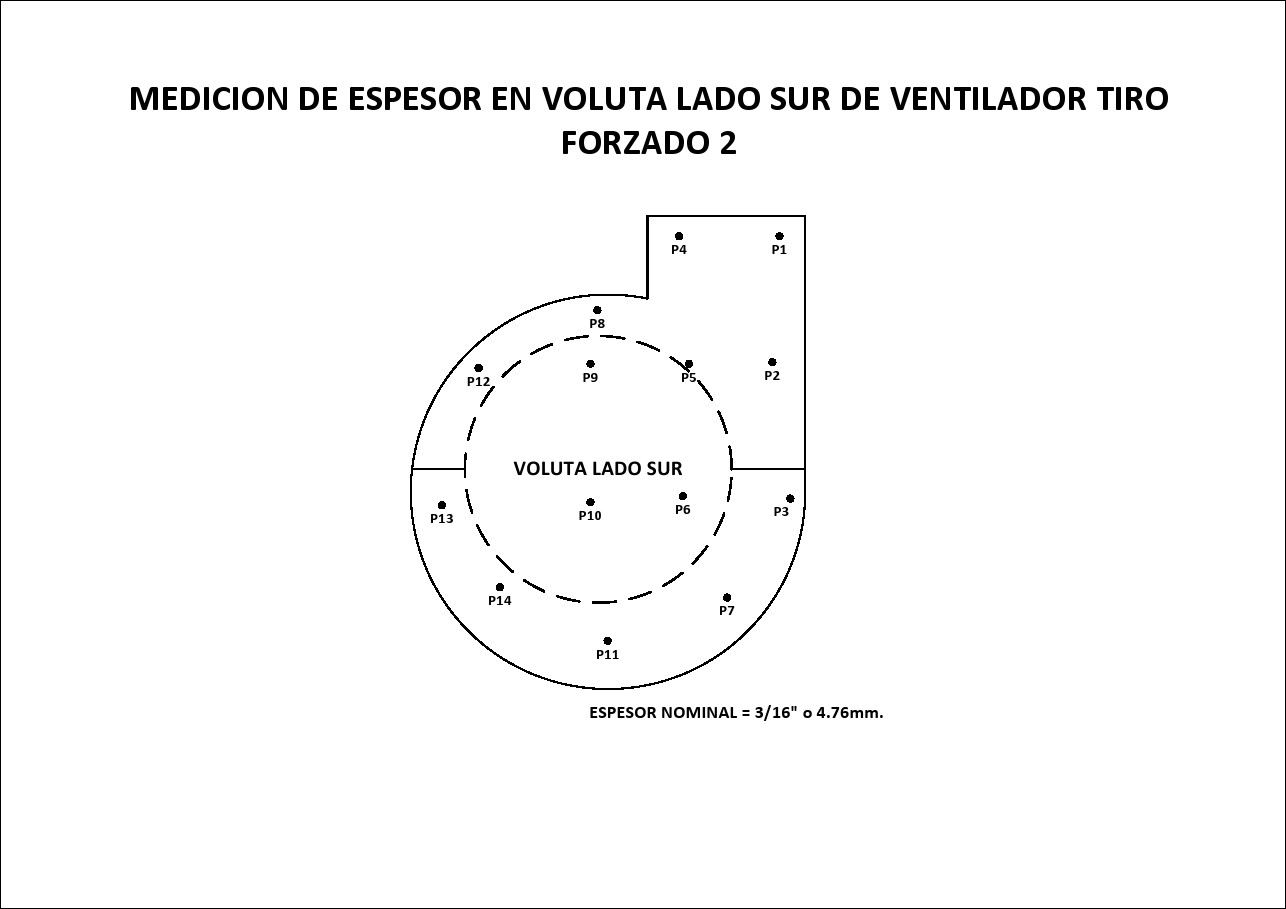 MEDICION DE ESPESOR EN VOLUTA LADO SUR DE VENTILADOR TIRO
FORZADO 2
P4
P1
P8
P12
P9
P5
P2
VOLUTA LADO SUR
P13
P10
P6
P3
P14
P7
P11
ESPESOR NOMINAL = 3/16" o 4.76mm.